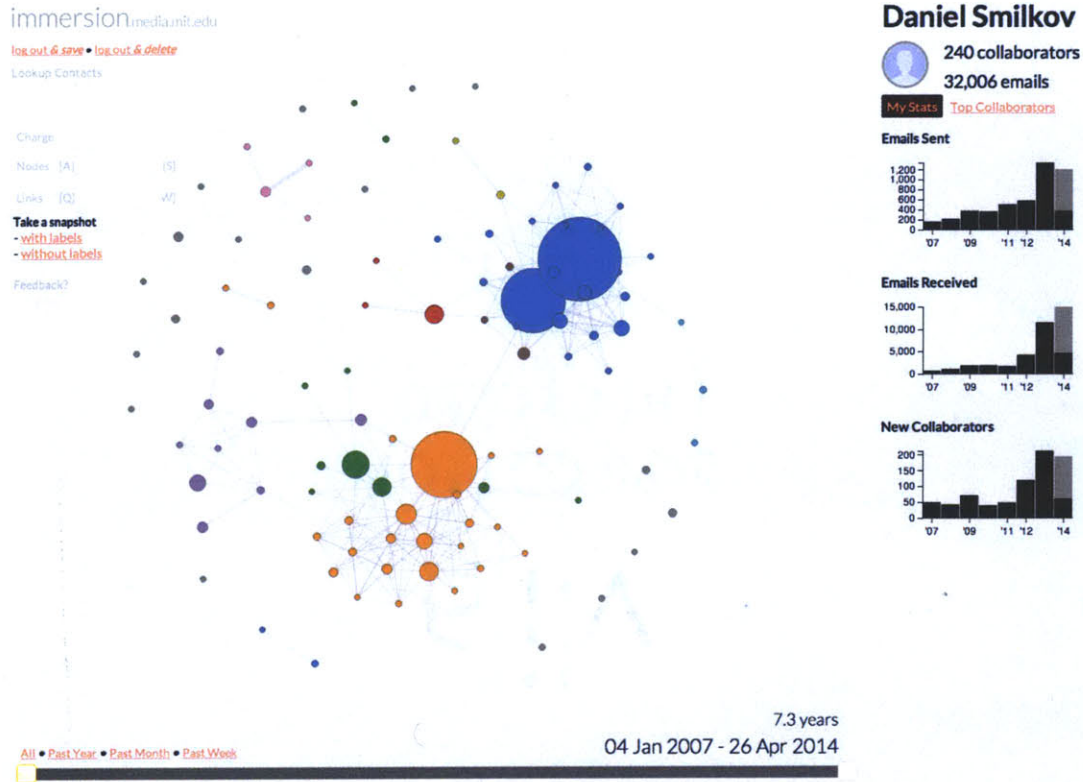 immersion.media.mit.edu
log out & save • log out & delete
Lookup Contacts
Charge
Nodes [A] [S]
Links [Q] W]
Take a snapshot
- with labels
- without labels
Feedback?
Daniel Smilkov
240 collaborators
32,006 emails
My Stats Top Collaborators
Emails Sent
1,200
1,000
800
600
400
200
0
'07 '09 '11 '12 '14
Emails Received
15,000
10,000
5,000
0
'07 '09 '11 '12 '14
New Collaborators
200
150
100
50
0
'07 '09 '11 '12 '14
7.3 years
04 Jan 2007 - 26 Apr 2014
All • Past Year • Past Month • Past Week